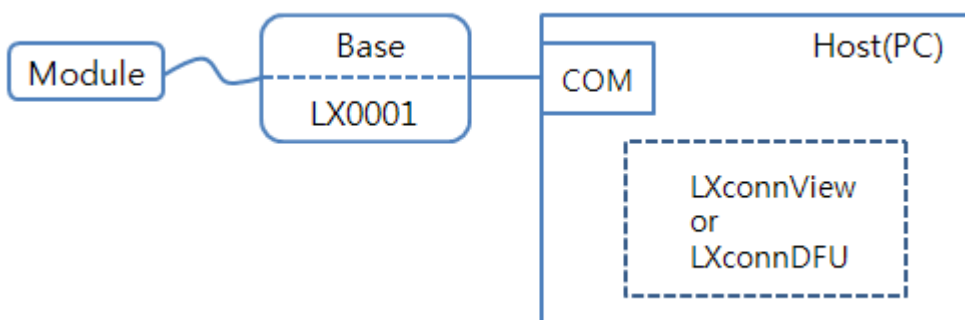 Module
Base
LX0001
COM
Host(PC)
LXconnView
or
LXconnDFU